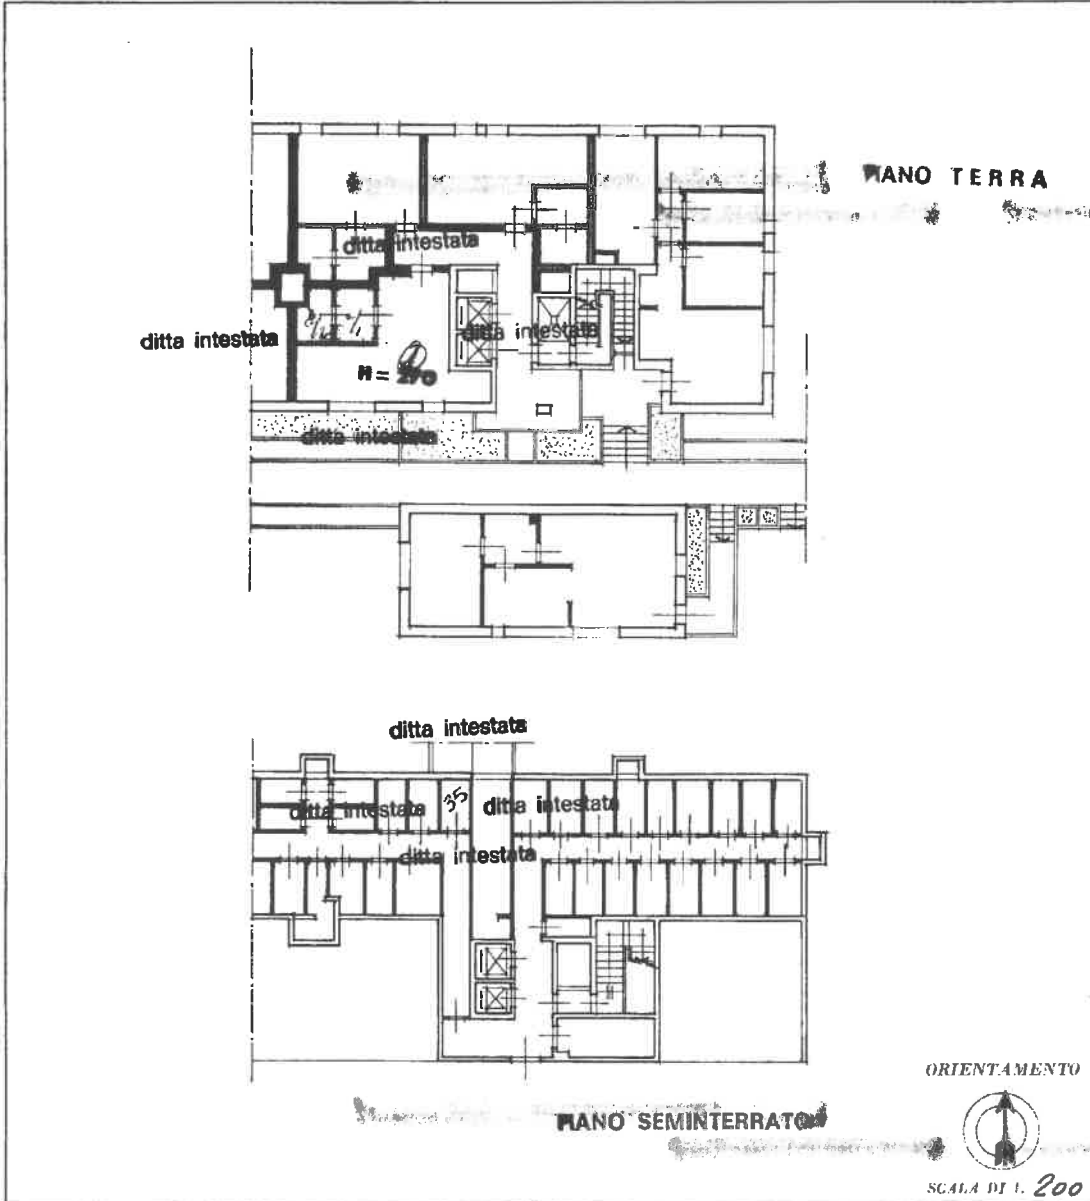 PIANO TERRA
ditta intestata
ditta intestata
ditta intestata
H = 270
ditta intestata
ditta intestata
35
ditta intestata
ditta intestata
ditta intestata
PIANO SEMINTERRATO
ORIENTAMENTO
N
SCALA DI 1: 200